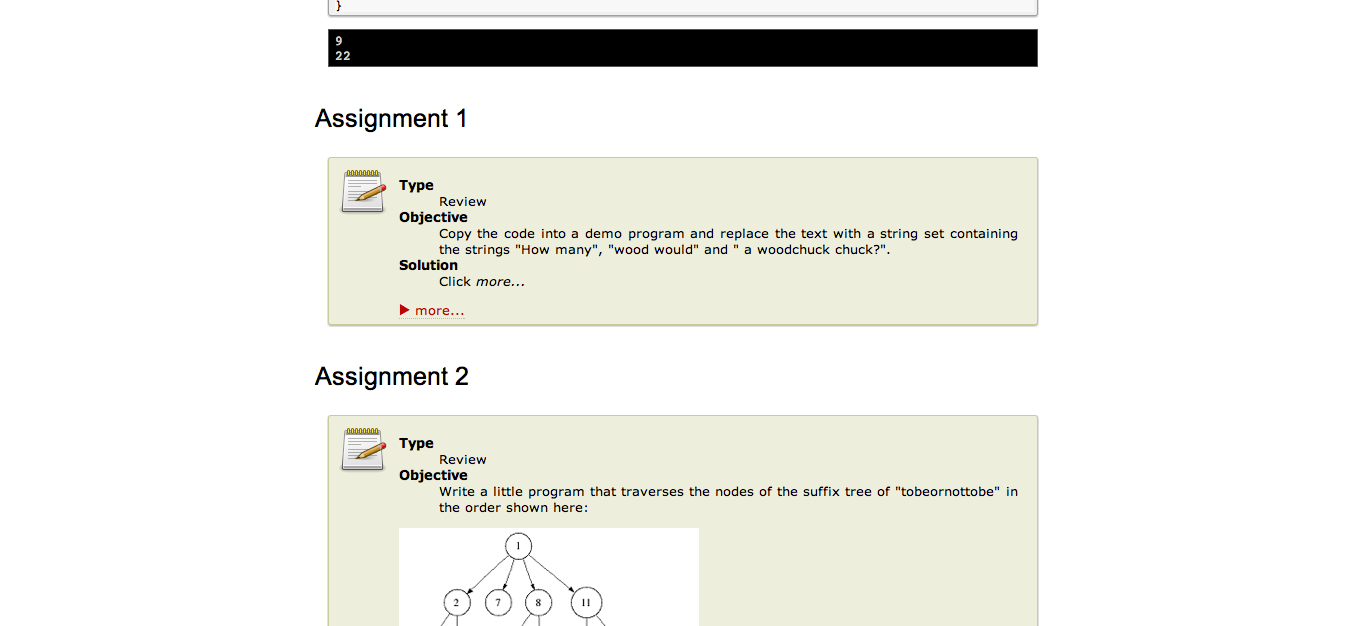 }
9
22
Assignment 1
Type
Review
Objective
Copy the code into a demo program and replace the text with a string set containing
the strings "How many", "wood would" and " a woodchuck chuck?".
Solution
Click more...
more...
Assignment 2
Type
Review
Objective
Write a little program that traverses the nodes of the suffix tree of "tobeornottobe" in
the order shown here:
1
2 7 8 11